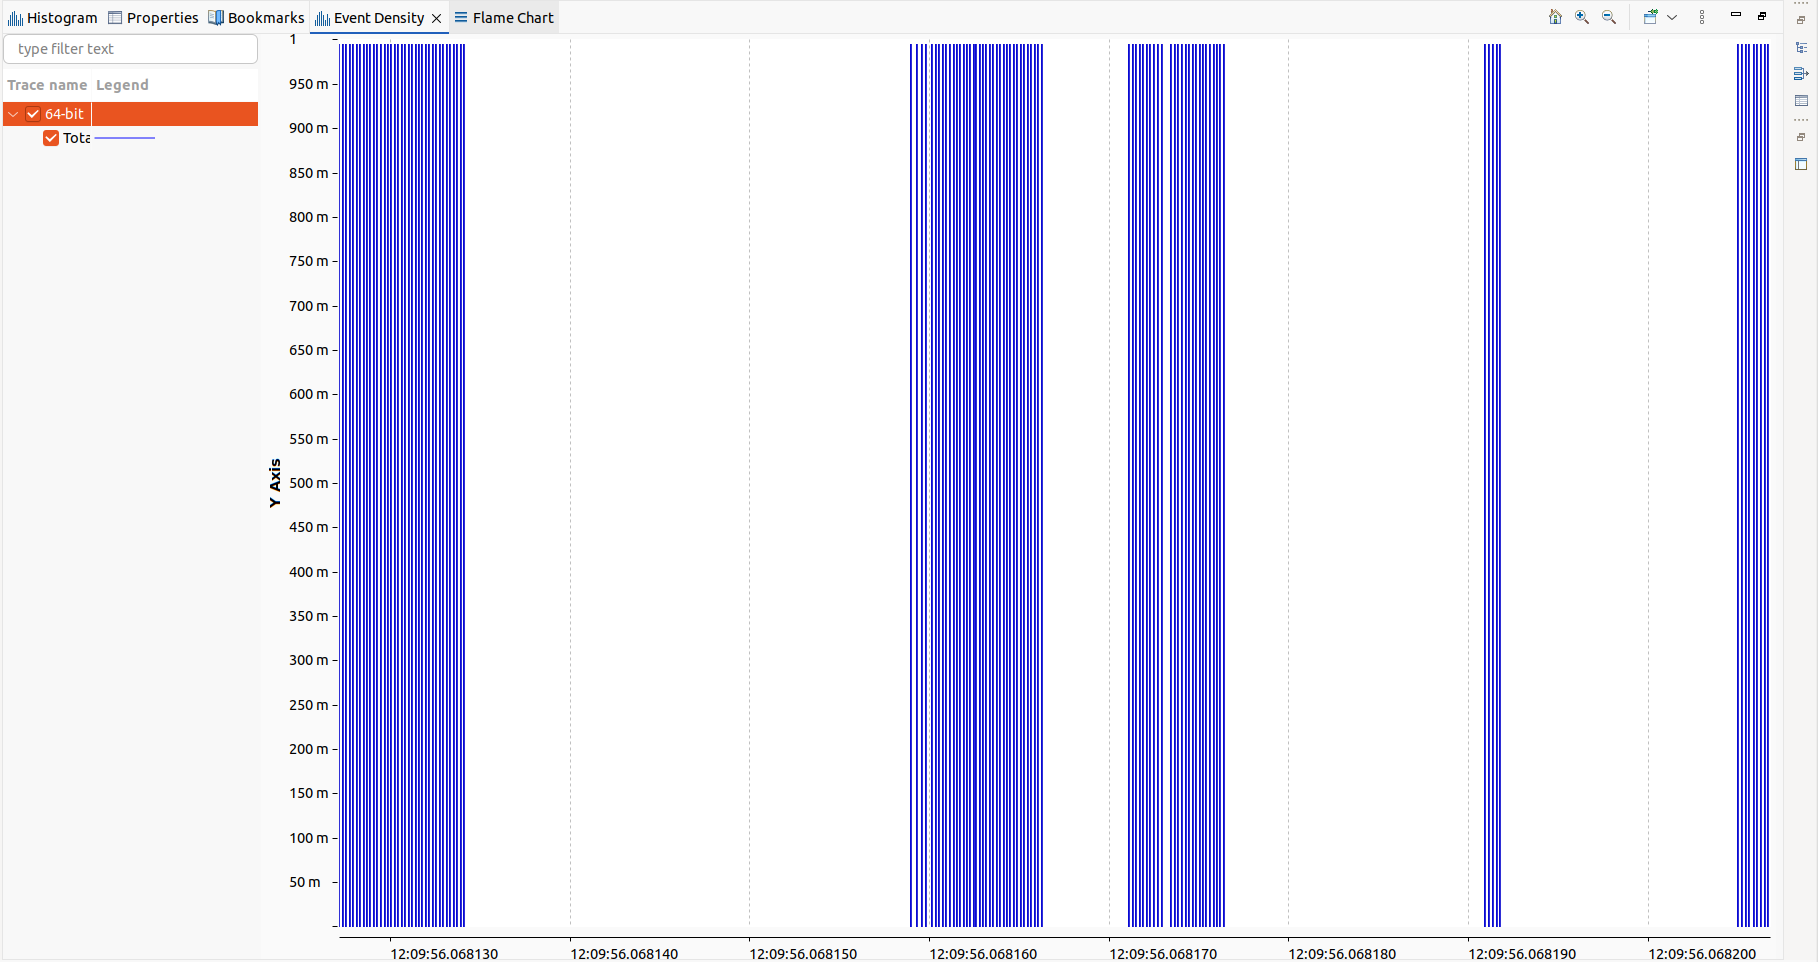 Histogram Properties Bookmarks Event Density Flame Chart
type filter text
Trace name Legend
64-bit
Tota
1
950 m
900 m
850 m
800 m
750 m
700 m
650 m
600 m
550 m
500 m
450 m
400 m
350 m
300 m
250 m
200 m
150 m
100 m
50 m
Y Axis
12:09:56.068130 12:09:56.068140 12:09:56.068150 12:09:56.068160 12:09:56.068170 12:09:56.068180 12:09:56.068190 12:09:56.068200